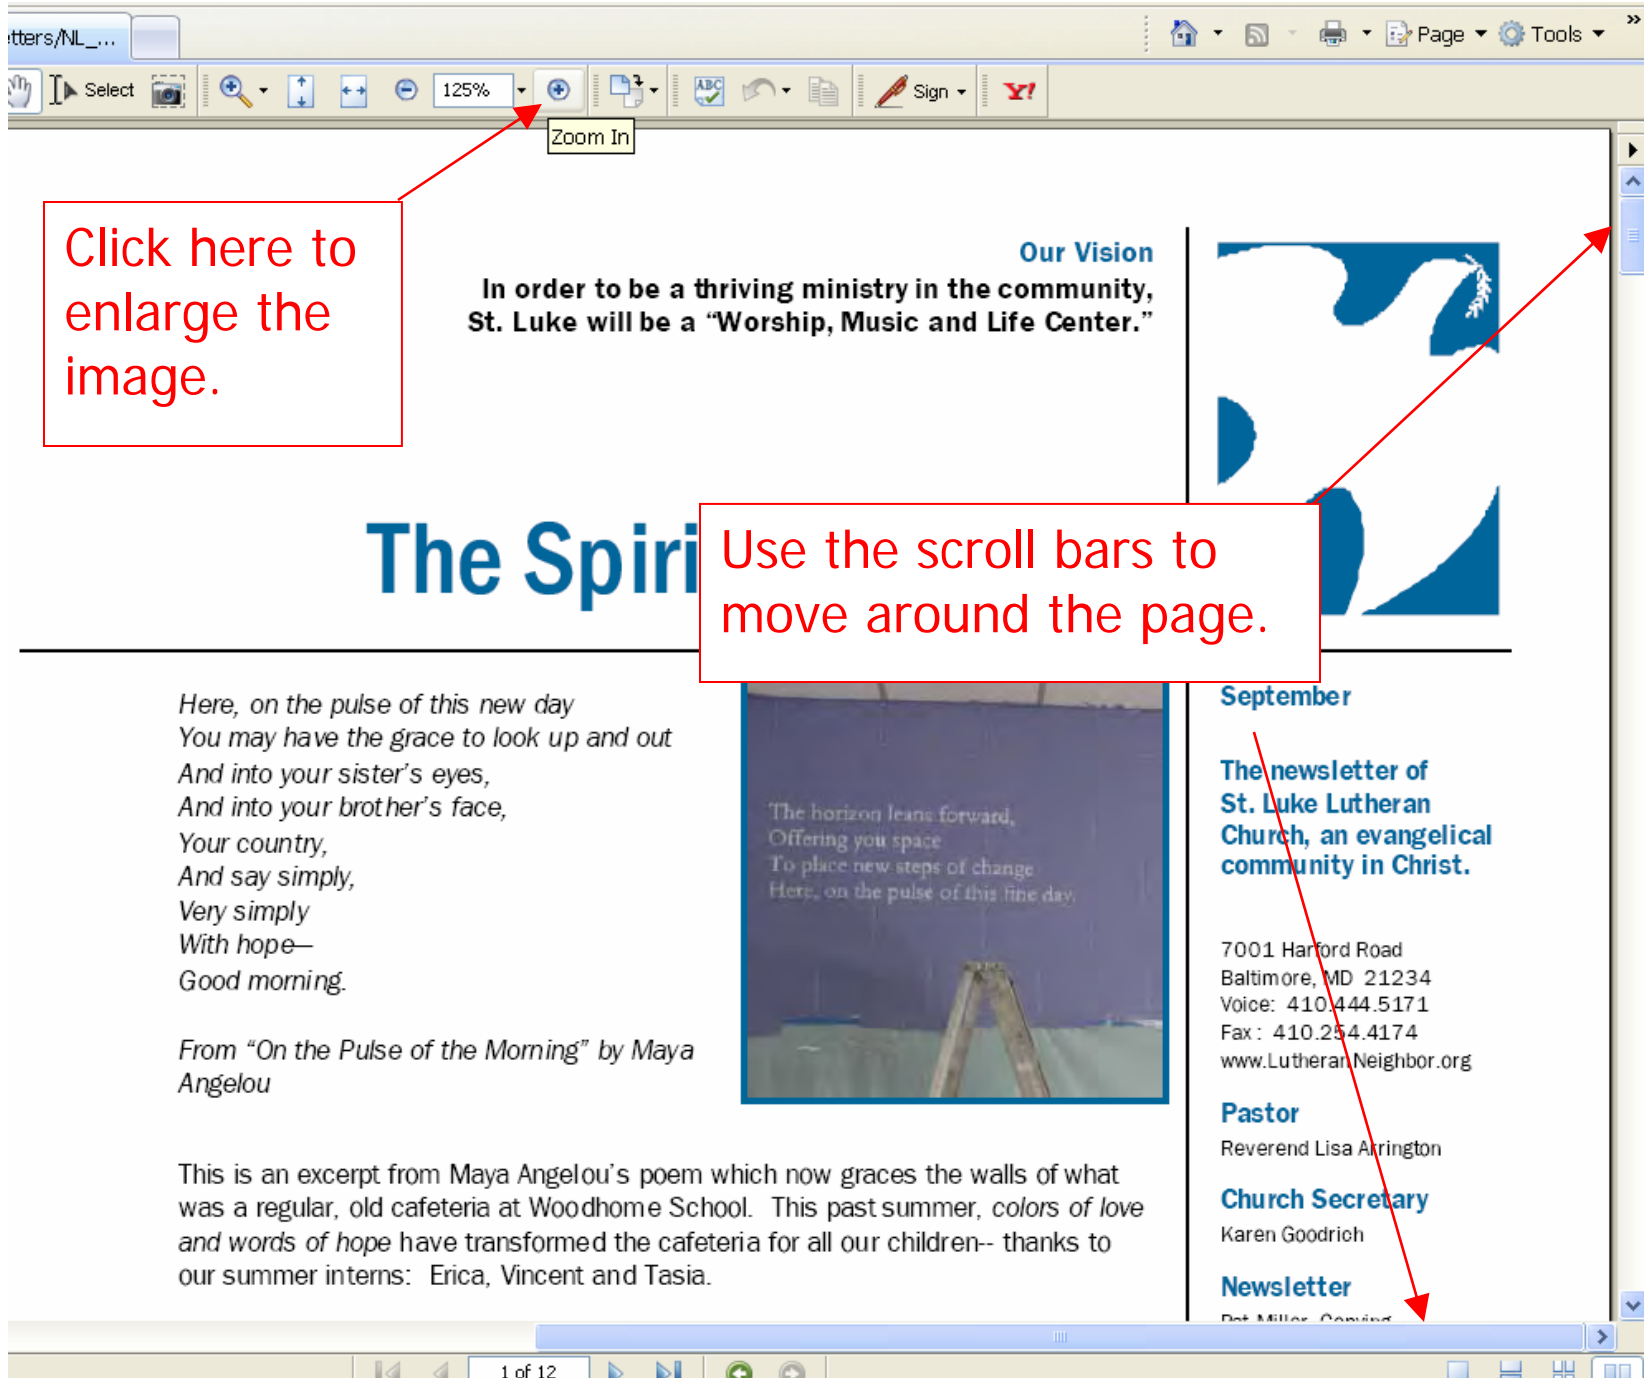 tters/NL_...
Page
Tools
»
Select
125%
ABC
Sign
Y!
Zoom In
Click here to
enlarge the
image.
Our Vision
In order to be a thriving ministry in the community,
St. Luke will be a “Worship, Music and Life Center.”
The Spiri
Use the scroll bars to
move around the page.
Here, on the pulse of this new day
You may have the grace to look up and out
And into your sister's eyes,
And into your brother's face,
Your country,
And say simply,
Very simply
With hope—
Good morning.
From “On the Pulse of the Morning” by Maya
Angelou
The horizon leans forward,
Offering you space
To place new steps of change
Here, on the pulse of this fine day.
This is an excerpt from Maya Angelou's poem which now graces the walls of what
was a regular, old cafeteria at Woodhome School.  This past summer, colors of love
and words of hope have transformed the cafeteria for all our children-- thanks to
our summer interns:  Erica, Vincent and Tasia.
September
The newsletter of
St. Luke Lutheran
Church, an evangelical
community in Christ.
7001 Harford Road
Baltimore, MD  21234
Voice:  410.444.5171
Fax :  410.254.4174
www.LutheranNeighbor.org
Pastor
Reverend Lisa Arrington
Church Secretary
Karen Goodrich
Newsletter
Pat Miller, Copying
1 of 12